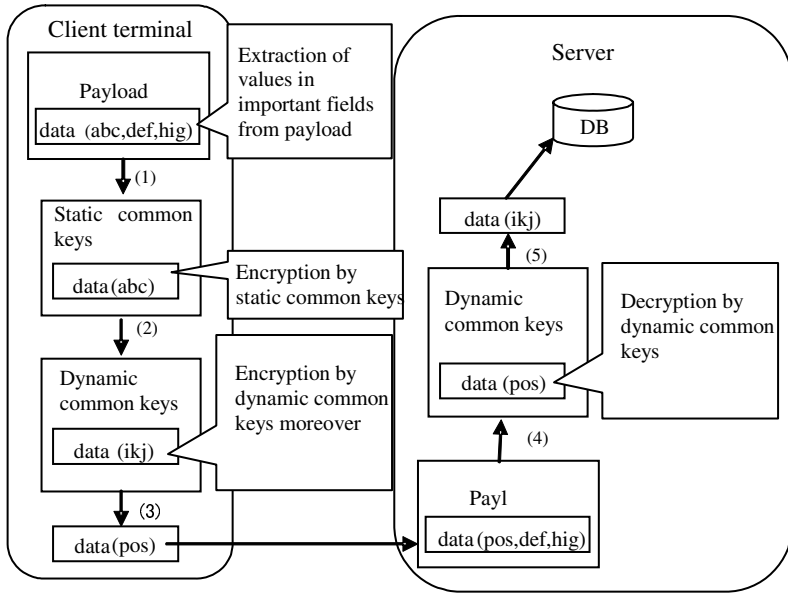 Client terminal
Payload
data (abc,def,hig)
Extraction of
values in
important fields
from payload
(1)
Static common
keys
data(abc)
Encryption by
static common keys
(2)
Dynamic
common keys
data (ikj)
Encryption by
dynamic common
keys moreover
(3)
data(pos)
Server
DB
data(ikj)
(5)
Dynamic
common keys
data (pos)
Decryption by
dynamic common
keys
(4)
Payl
data(pos,def,hig)